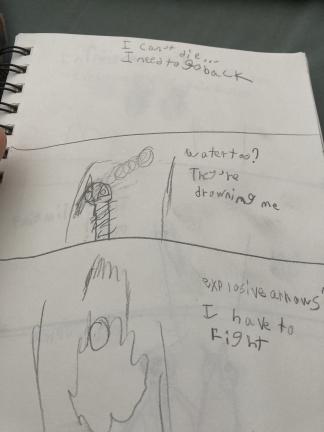 I can't die...
I need to go back
water too?
They're
drowning me
explosive arrows?
I have to
Fight